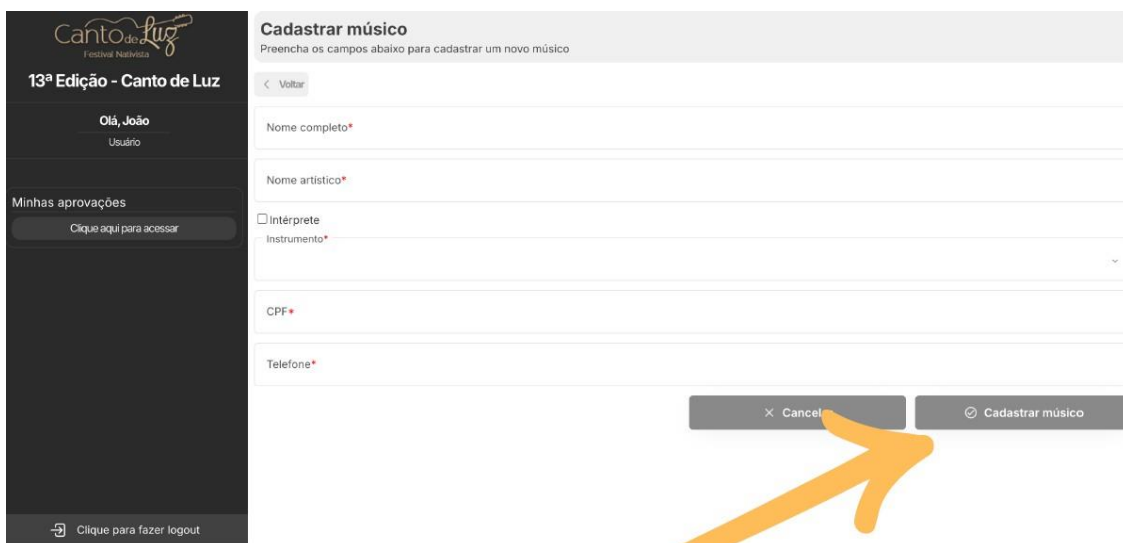 Canto de Luz
Festival Nativista
13ª Edição - Canto de Luz
Olá, João
Usuário
Minhas aprovações
Clique aqui para acessar
Clique para fazer logout
Cadastrar músico
Preencha os campos abaixo para cadastrar um novo músico
Voltar
Nome completo*
Nome artístico*
Intérprete
Instrumento*
CPF*
Telefone*
Cancelar
Cadastrar músico